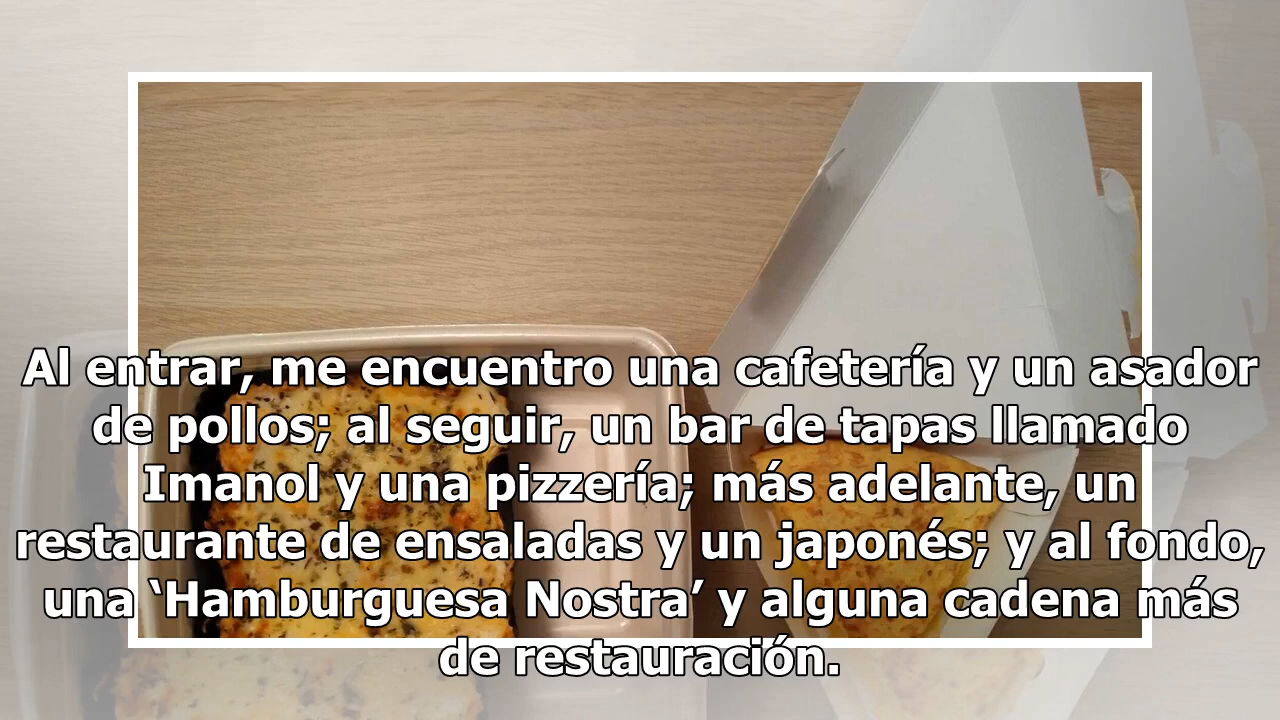 Al entrar, me encuentro una cafetería y un asador
de pollos; al seguir, un bar de tapas llamado
Imanol y una pizzería; más adelante, un
restaurante de ensaladas y un japonés; y al fondo,
una ‘Hamburguesa Nostra’ y alguna cadena más
de restauración.